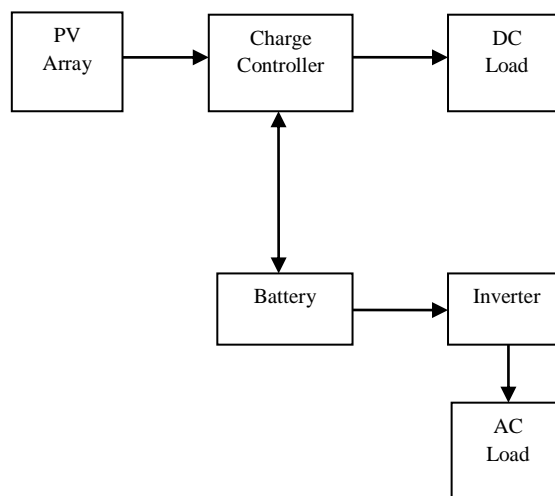 PV
Array
Charge
Controller
DC
Load
Battery
Inverter
AC
Load